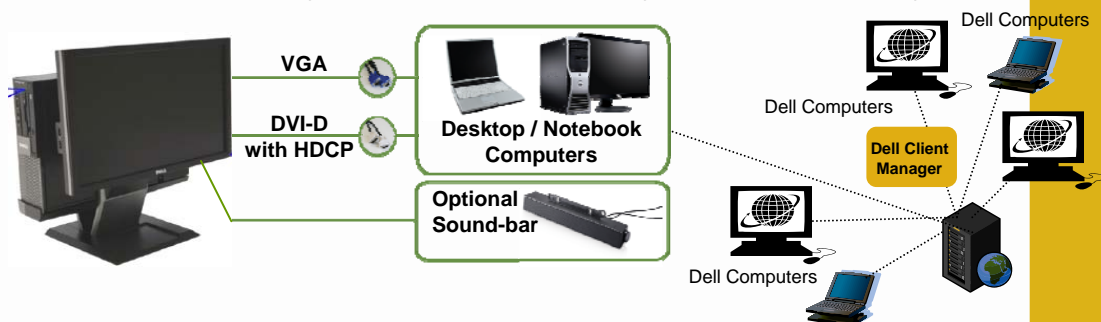 VGA
DVI-D
with HDCP
Desktop / Notebook
Computers
Optional
Sound-bar
Dell Computers
Dell Computers
Dell Client
Manager
Dell Computers
DELL